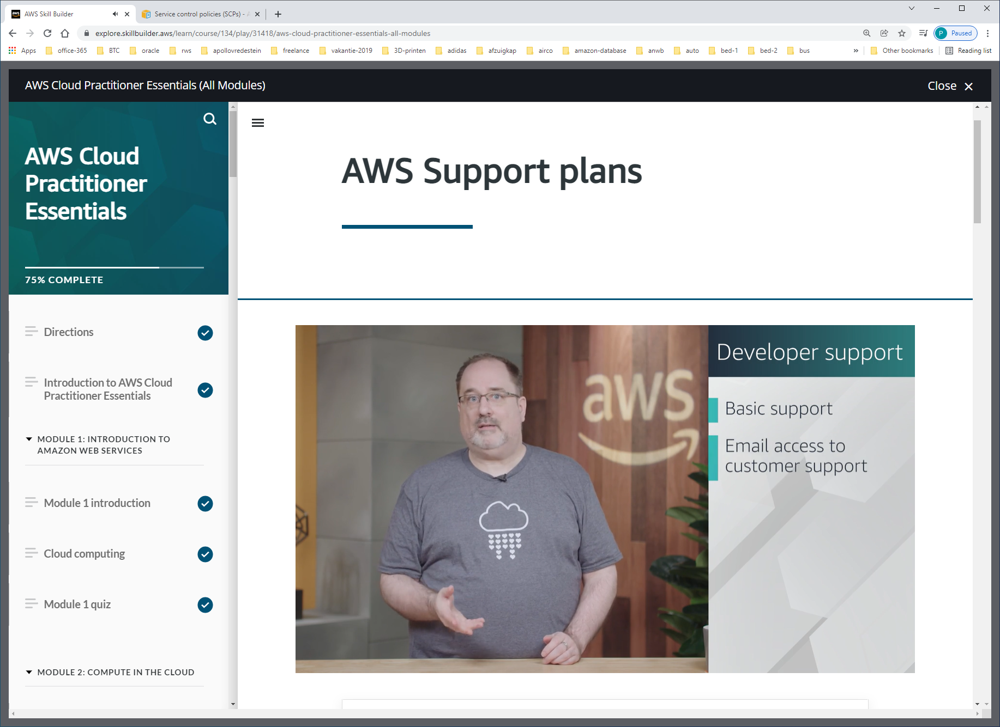 aws AWS Skill Builder
Service control policies (SCPs) - A
explore.skillbuilder.aws/learn/course/134/play/31418/aws-cloud-practitioner-essentials-all-modules
P Paused
Apps office-365 BTC oracle rws apollovredestein freelance vakantie-2019 3D-printen adidas afzuigkap airco amazon-database anwb auto bed-1 bed-2 bus » Other bookmarks Reading list
AWS Cloud Practitioner Essentials (All Modules)
Close
AWS Cloud
Practitioner
Essentials
75% COMPLETE
Directions
Introduction to AWS Cloud
Practitioner Essentials
MODULE 1: INTRODUCTION TO
AMAZON WEB SERVICES
Module 1 introduction
Cloud computing
Module 1 quiz
MODULE 2: COMPUTE IN THE CLOUD
AWS Support plans
aws
Developer support
Basic support
Email access to
customer support